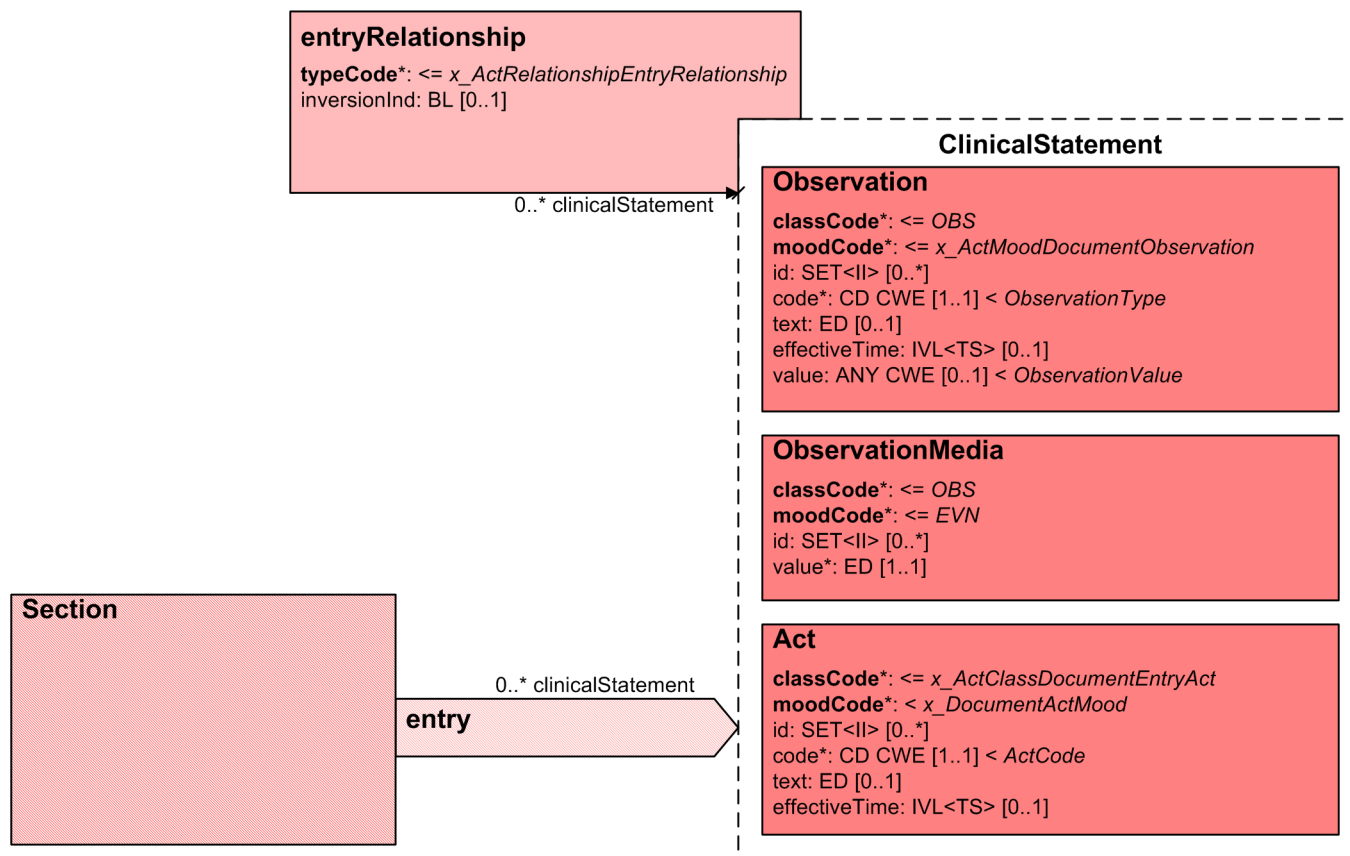 entryRelationship
typeCode*: <= x_ActRelationshipEntryRelationship
inversionInd: BL [0..1]
0..* clinicalStatement
ClinicalStatement
Observation
classCode*: <= OBS
moodCode*: <= x_ActMoodDocumentObservation
id: SET<II> [0..*]
code*: CD CWE [1..1] < ObservationType
text: ED [0..1]
effectiveTime: IVL<TS> [0..1]
value: ANY CWE [0..1] < ObservationValue
ObservationMedia
classCode*: <= OBS
moodCode*: <= EVN
id: SET<II> [0..*]
value*: ED [1..1]
Section
0..* clinicalStatement
entry
Act
classCode*: <= x_ActClassDocumentEntryAct
moodCode*: < x_DocumentActMood
id: SET<II> [0..*]
code*: CD CWE [1..1] < ActCode
text: ED [0..1]
effectiveTime: IVL<TS> [0..1]